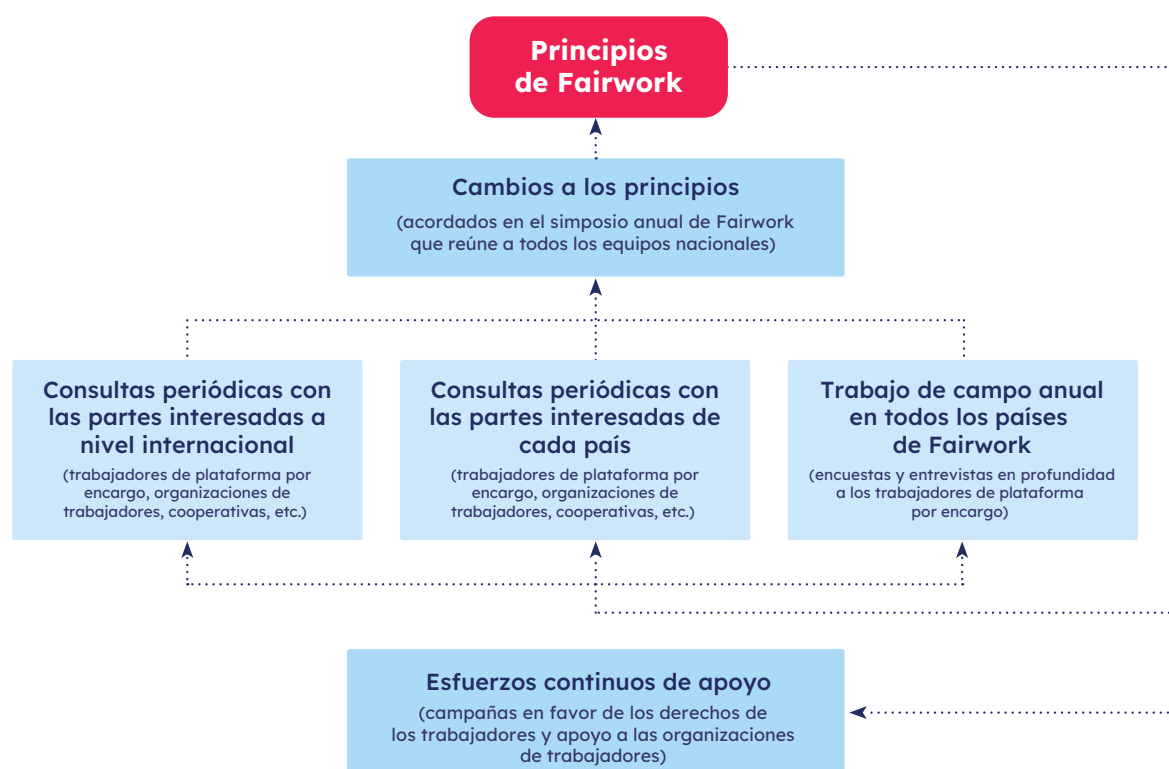 Principios
de Fairwork
Cambios a los principios
(acordados en el simposio anual de Fairwork
que reúne a todos los equipos nacionales)
Consultas periódicas con
las partes interesadas a
nivel internacional
(trabajadores de plataforma por
encargo, organizaciones de
trabajadores, cooperativas, etc.)
Consultas periódicas con
las partes interesadas de
cada país
(trabajadores de plataforma por
encargo, organizaciones de
trabajadores, cooperativas, etc.)
Trabajo de campo anual
en todos los países
de Fairwork
(encuestas y entrevistas en profundidad
a los trabajadores de plataforma
por encargo)
Esfuerzos continuos de apoyo
(campañas en favor de los derechos de
los trabajadores y apoyo a las organizaciones
de trabajadores)